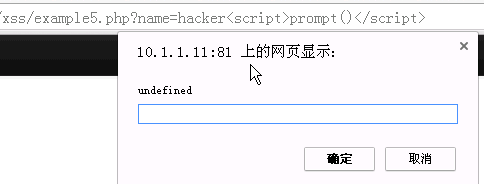 /xss/example5.php?name=hacker<script>prompt()</script>
10.1.1.11:81 上的网页显示:
undefined
确定 取消